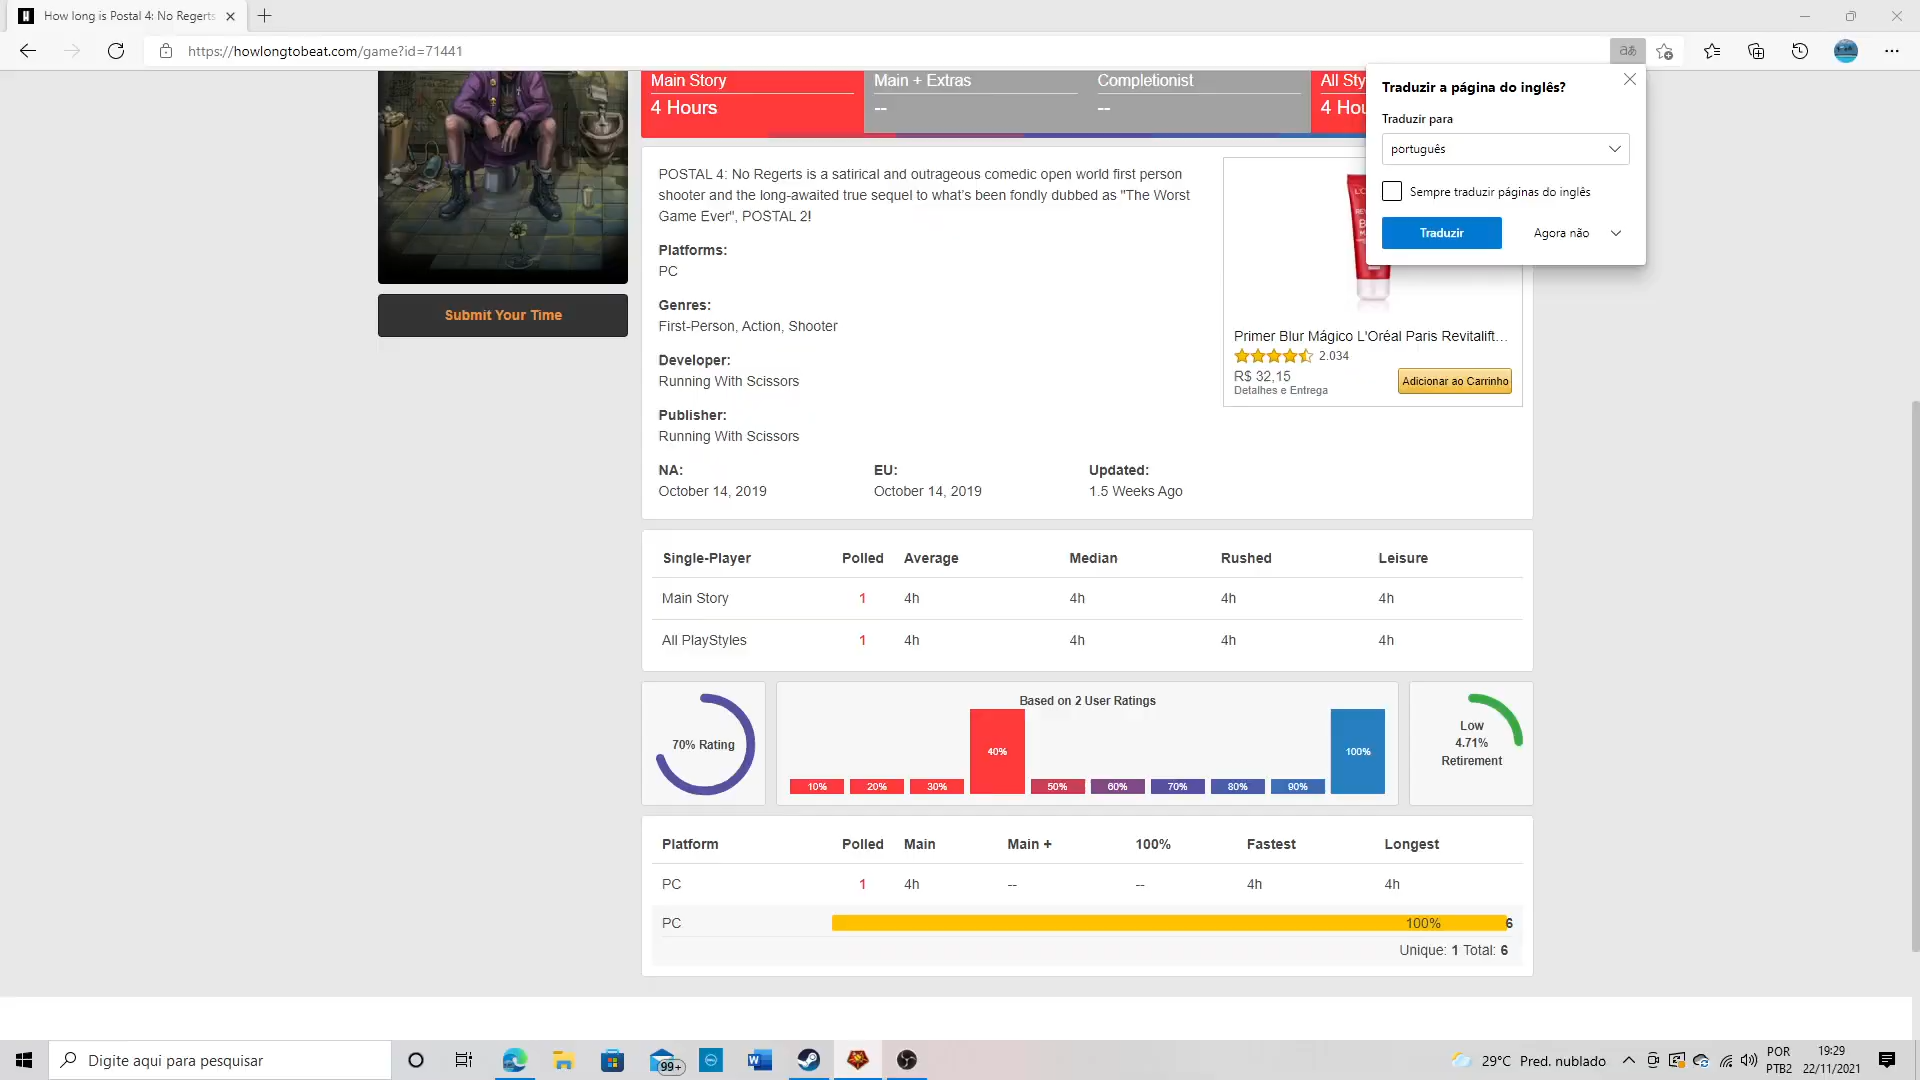 How long is Postal 4: No Regerts
https://howlongtobeat.com/game?id=71441
Main Story
4 Hours
Main + Extras
--
Completionist
--
All Sty
4 Hou
Traduzir a página do inglês?
Traduzir para
português
Sempre traduzir páginas do inglês
Traduzir
Agora não
POSTAL 4: No Regerts is a satirical and outrageous comedic open world first person
shooter and the long-awaited true sequel to what's been fondly dubbed as "The Worst
Game Ever", POSTAL 2!
Platforms:
PC
Genres:
First-Person, Action, Shooter
Developer:
Running With Scissors
Publisher:
Running With Scissors
NA:
October 14, 2019
EU:
October 14, 2019
Updated:
1.5 Weeks Ago
Submit Your Time
Primer Blur Mágico L'Oréal Paris Revitalift...
2.034
R$ 32,15
Detalhes e Entrega
Adicionar ao Carrinho
Single-Player Polled Average Median Rushed Leisure
Main Story 1 4h 4h 4h 4h
All PlayStyles 1 4h 4h 4h 4h
70% Rating
Based on 2 User Ratings
10% 20% 30% 40% 50% 60% 70% 80% 90% 100%
Low
4.71%
Retirement
Platform Polled Main Main + 100% Fastest Longest
PC 1 4h -- -- 4h 4h
PC 100% 6
Unique: 1 Total: 6
Digite aqui para pesquisar
99+
29°C Pred. nublado
POR
PTB2
19:29
22/11/2021